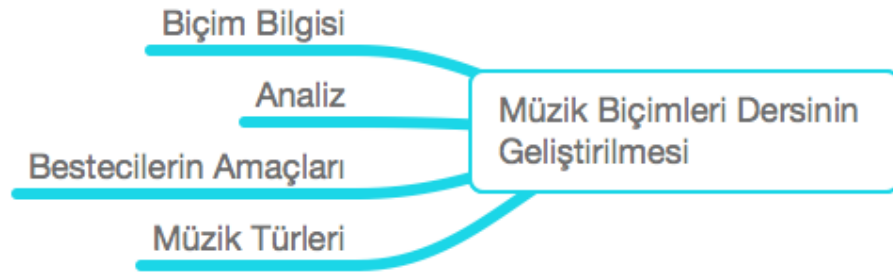 Biçim Bilgisi
Analiz
Bestecilerin Amaçları
Müzik Türleri
Müzik Biçimleri Dersinin
Geliştirilmesi